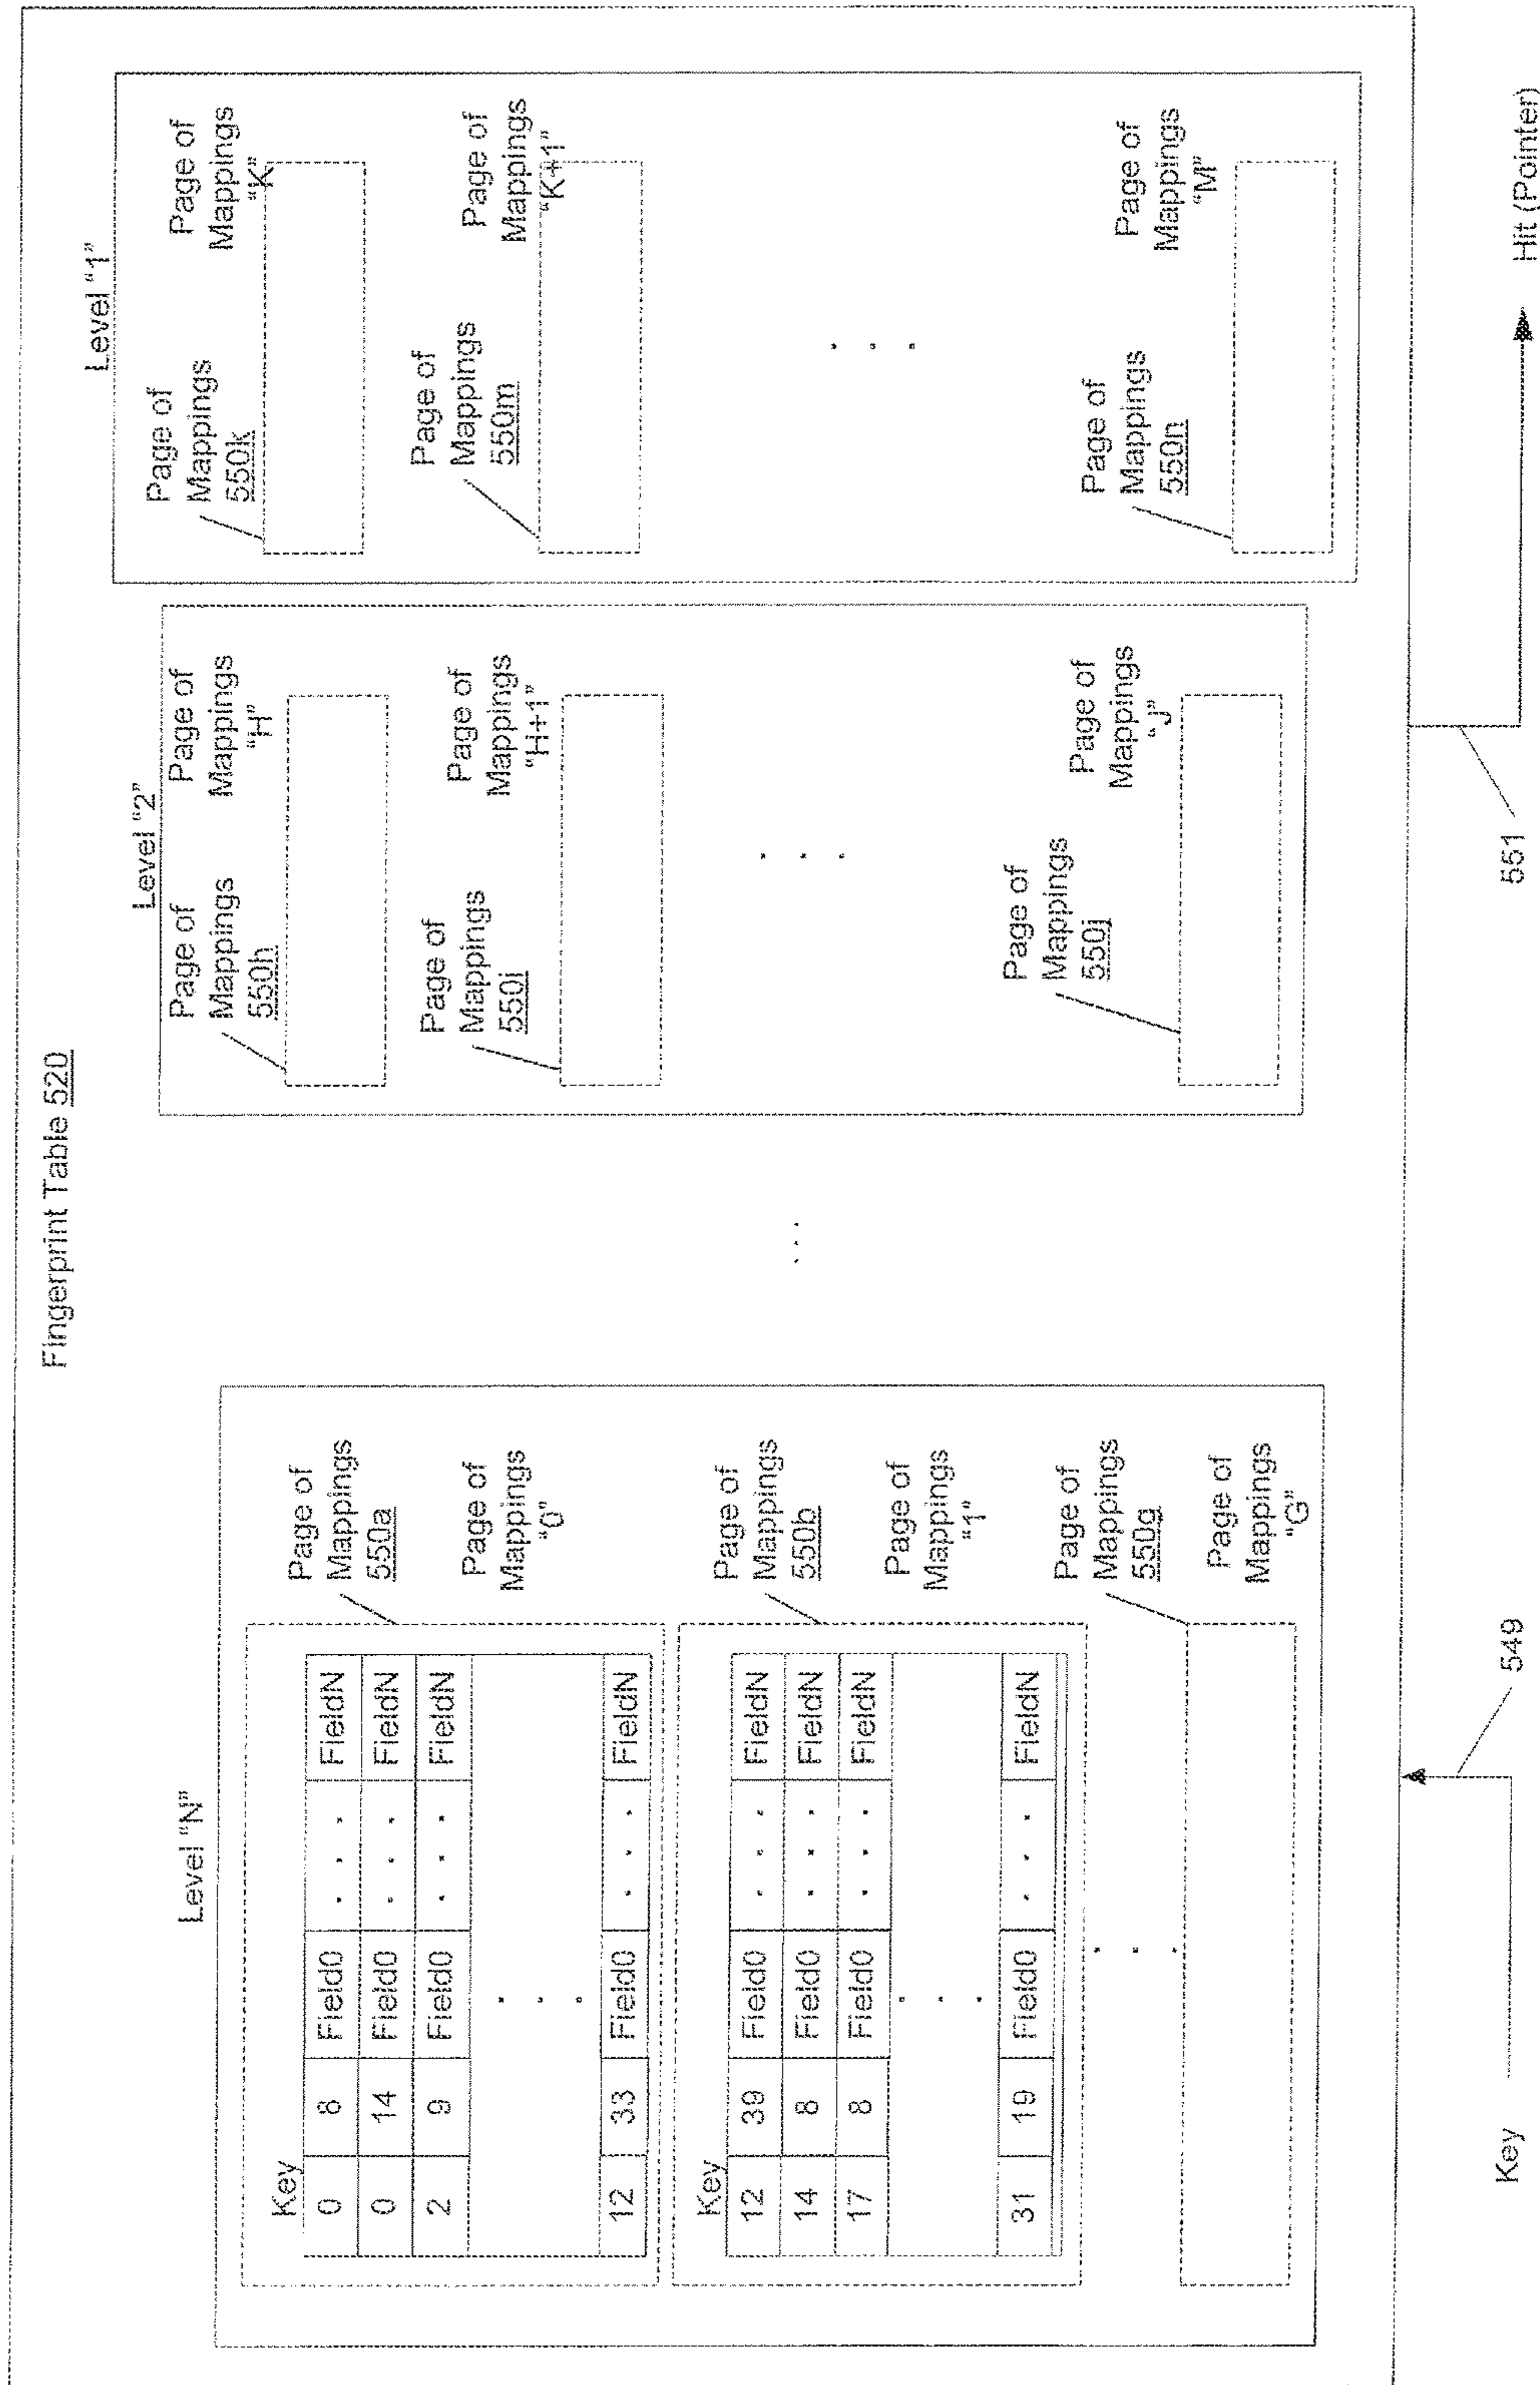 Fingerprint Table 520
Level “N”
Key
0 8 Field0 . . . FieldN
0 14 Field0 . . . FieldN
2 9 Field0 . . . FieldN
. . .
12 33 Field0 . . . FieldN
Page of
Mappings
550a
Page of
Mappings
“0”
Key
12 39 Field0 . . . FieldN
14 8 Field0 . . . FieldN
17 8 Field0 . . . FieldN
. . .
31 19 Field0 . . . FieldN
Page of
Mappings
550b
Page of
Mappings
“1”
. . .
Page of
Mappings
550g
Page of
Mappings
“G”
. . .
Level “2”
Page of
Mappings
550h
Page of
Mappings
“H”
Page of
Mappings
550i
Page of
Mappings
“H+1”
. . .
Page of
Mappings
550j
Page of
Mappings
“J”
Level “1”
Page of
Mappings
550k
Page of
Mappings
“K”
Page of
Mappings
550m
Page of
Mappings
“K+1”
. . .
Page of
Mappings
550n
Page of
Mappings
“M”
Key
549
551
Hit (Pointer)